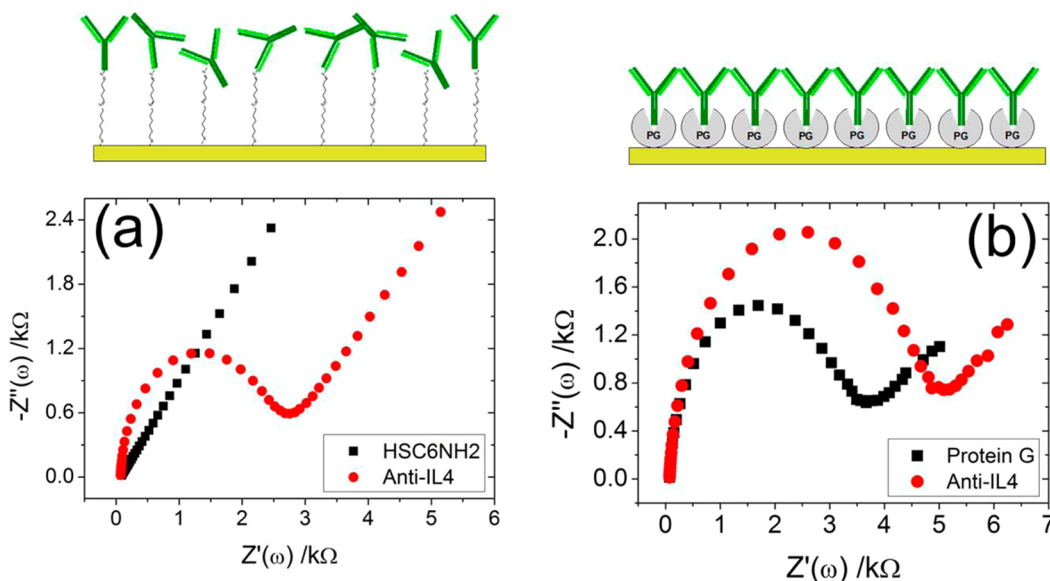 PG PG PG PG PG PG PG PG
(a)
2.4
1.8
1.2
0.6
0.0
-Z''(ω) /kΩ
HSC6NH2
Anti-IL4
0 1 2 3 4 5 6
Z'(ω) /kΩ
(b)
2.0
1.6
1.2
0.8
0.4
0.0
-Z''(ω) /kΩ
Protein G
Anti-IL4
0 1 2 3 4 5 6 7
Z'(ω) /kΩ